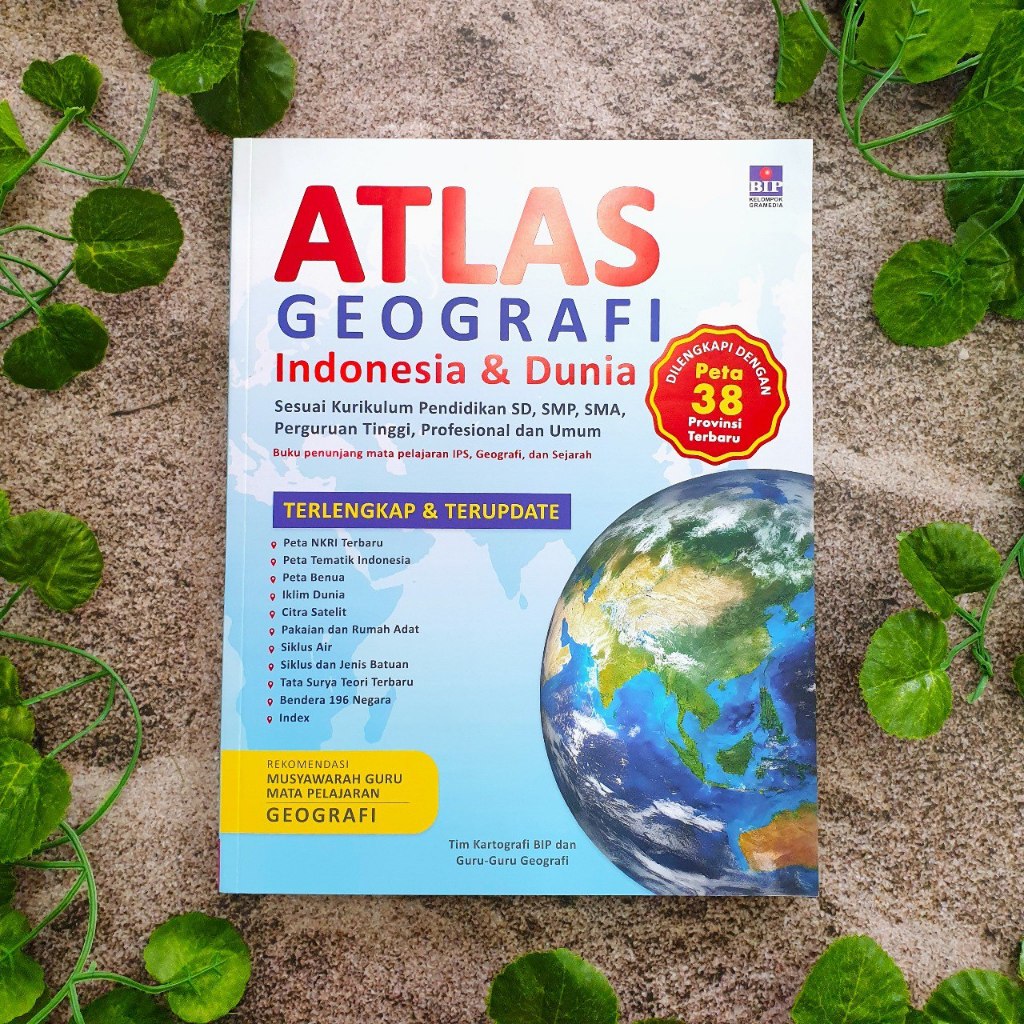 BIP
KELOMPOK
GRAMEDIA
ATLAS
GEOGRAFI
Indonesia & Dunia
DILENGKAPI DENGAN
Peta
38
Provinsi
Terbaru
Sesuai Kurikulum Pendidikan SD, SMP, SMA,
Perguruan Tinggi, Profesional dan Umum
Buku penunjang mata pelajaran IPS, Geografi, dan Sejarah
TERLENGKAP & TERUPDATE
Peta NKRI Terbaru
Peta Tematik Indonesia
Peta Benua
Iklim Dunia
Citra Satelit
Pakaian dan Rumah Adat
Siklus Air
Siklus dan Jenis Batuan
Tata Surya Teori Terbaru
Bendera 196 Negara
Index
REKOMENDASI
MUSYAWARAH GURU
MATA PELAJARAN
GEOGRAFI
Tim Kartografi BIP dan
Guru-Guru Geografi